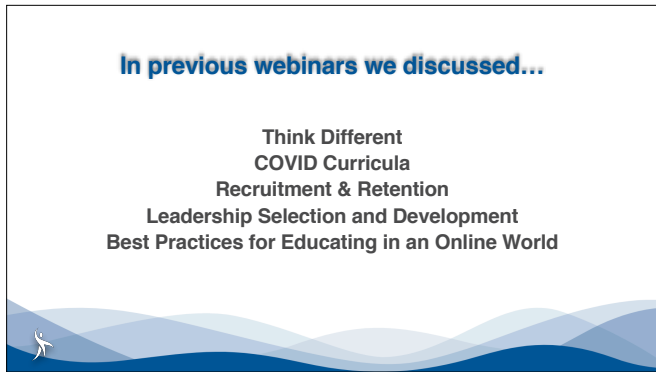 In previous webinars we discussed…
Think Different
COVID Curricula
Recruitment & Retention
Leadership Selection and Development
Best Practices for Educating in an Online World